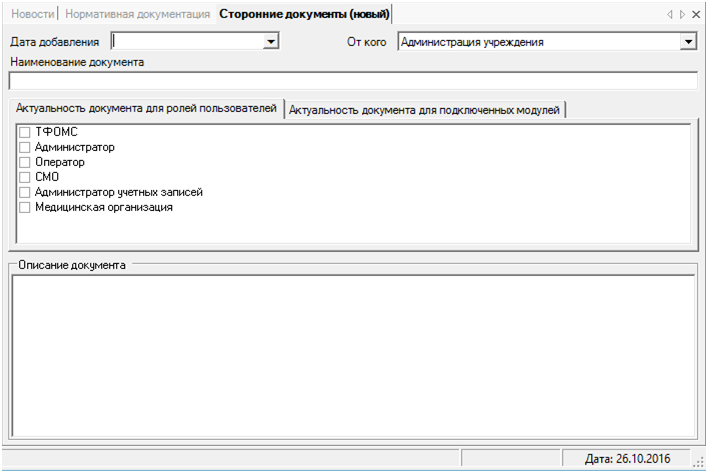 Новости Нормативная документация Сторонние документы (новый)
Дата добавления От кого Администрация учреждения
Наименование документа
Актуальность документа для ролей пользователей Актуальность документа для подключенных модулей
ТФОМС
Администратор
Оператор
СМО
Администратор учетных записей
Медицинская организация
Описание документа
Дата: 26.10.2016